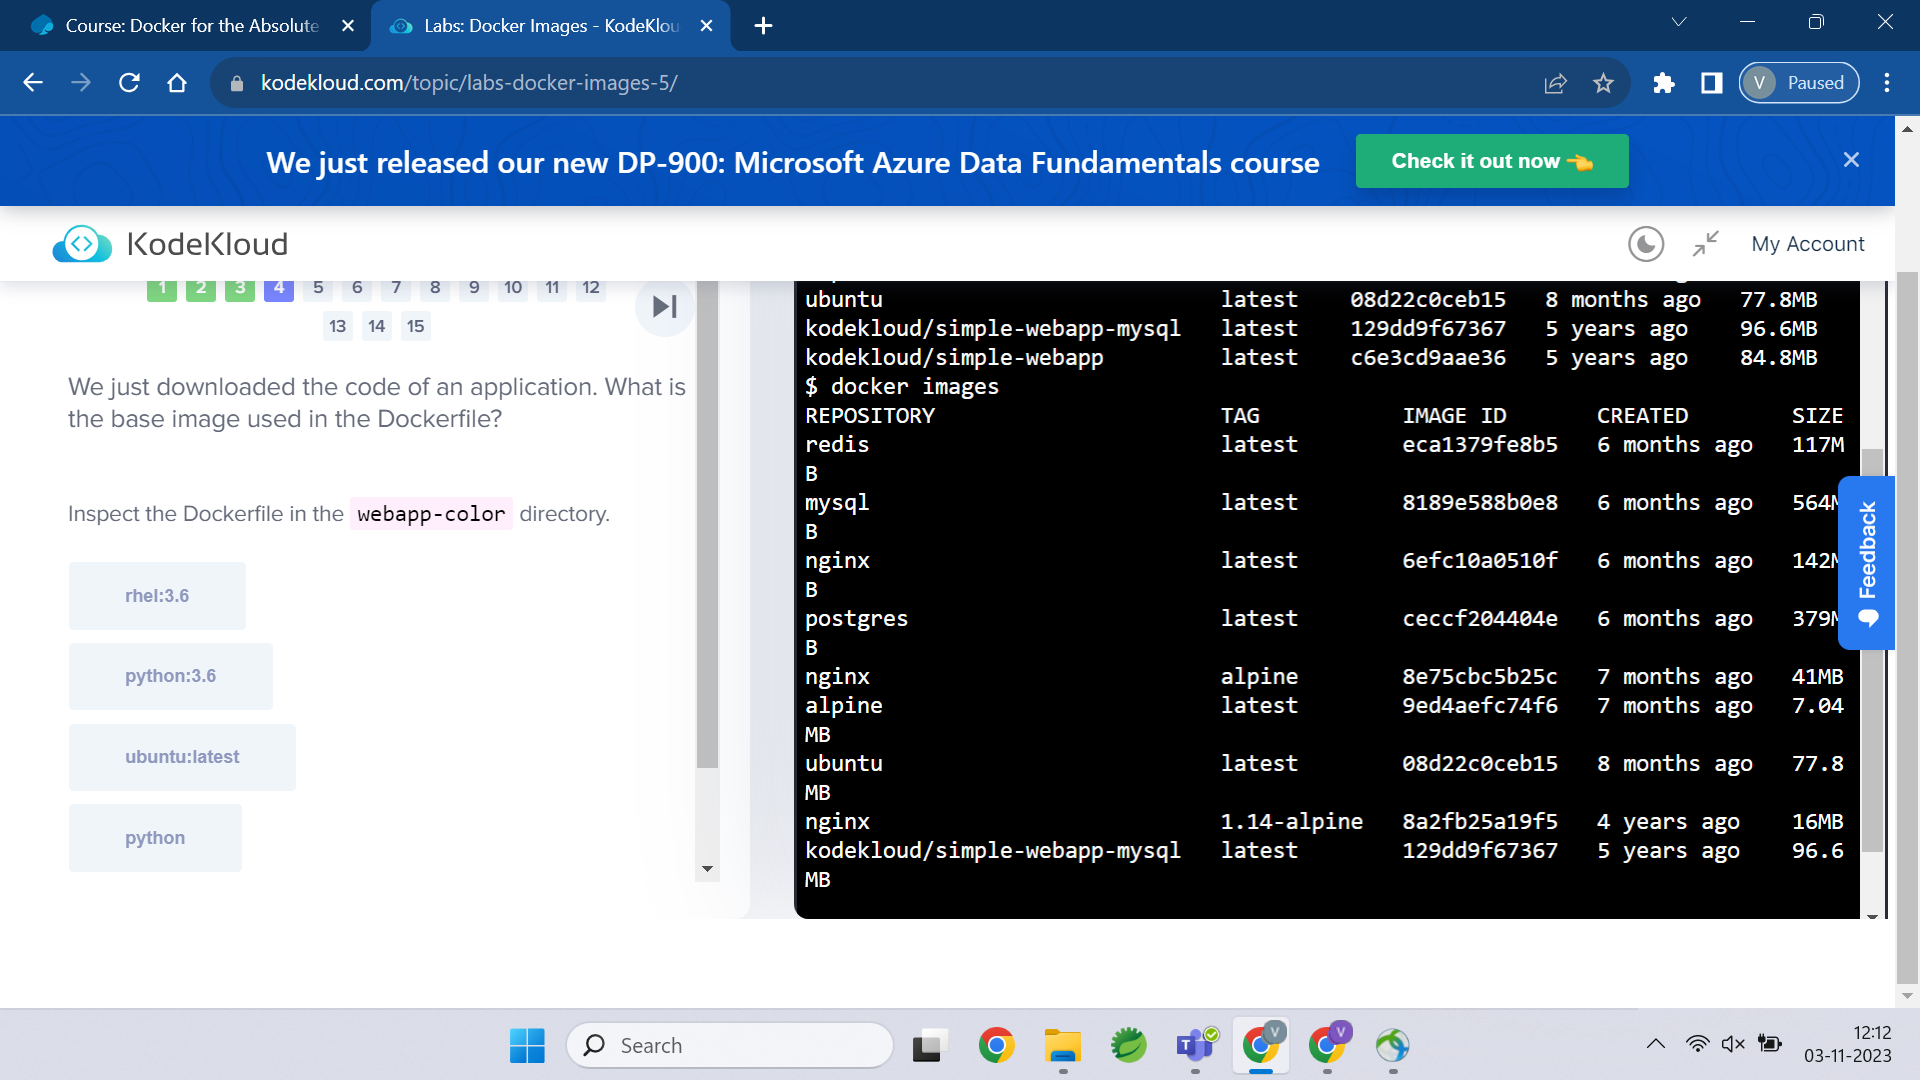 Course: Docker for the Absolute
Labs: Docker Images - KodeKlou
kodekloud.com/topic/labs-docker-images-5/
V Paused
We just released our new DP-900: Microsoft Azure Data Fundamentals course
Check it out now
KodeKloud
My Account
1 2 3 4 5 6 7 8 9 10 11 12
13 14 15
We just downloaded the code of an application. What is
the base image used in the Dockerfile?
Inspect the Dockerfile in the webapp-color directory.
rhel:3.6
python:3.6
ubuntu:latest
python
ubuntu latest 08d22c0ceb15 8 months ago 77.8MB
kodekloud/simple-webapp-mysql latest 129dd9f67367 5 years ago 96.6MB
kodekloud/simple-webapp latest c6e3cd9aae36 5 years ago 84.8MB
$ docker images
REPOSITORY TAG IMAGE ID CREATED SIZE
redis latest eca1379fe8b5 6 months ago 117M
B
mysql latest 8189e588b0e8 6 months ago 564M
B
nginx latest 6efc10a0510f 6 months ago 142M
B
postgres latest ceccf204404e 6 months ago 379M
B
nginx alpine 8e75cbc5b25c 7 months ago 41MB
alpine latest 9ed4aefc74f6 7 months ago 7.04
MB
ubuntu latest 08d22c0ceb15 8 months ago 77.8
MB
nginx 1.14-alpine 8a2fb25a19f5 4 years ago 16MB
kodekloud/simple-webapp-mysql latest 129dd9f67367 5 years ago 96.6
MB
Feedback
Search
T
V
V
12:12
03-11-2023